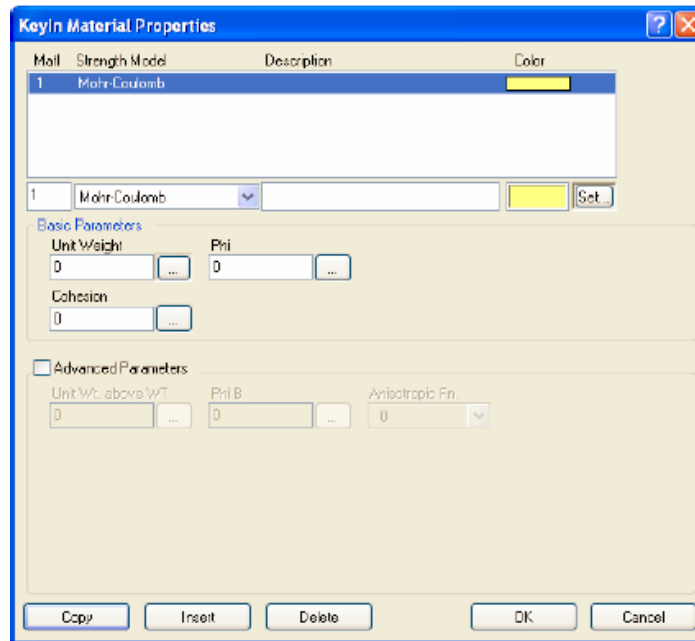 KeyIn Material Properties
Matl Strength Model Description Color
1 Mohr-Coulomb
1 Mohr-Coulomb Set...
Basic Parameters
Unit Weight Phi
0 ... 0 ...
Cohesion
0 ...
Advanced Parameters
Unit Wt. above WT Phi B Anisotropic Fn.
0 ... 0 ... 0
Copy Insert Delete OK Cancel